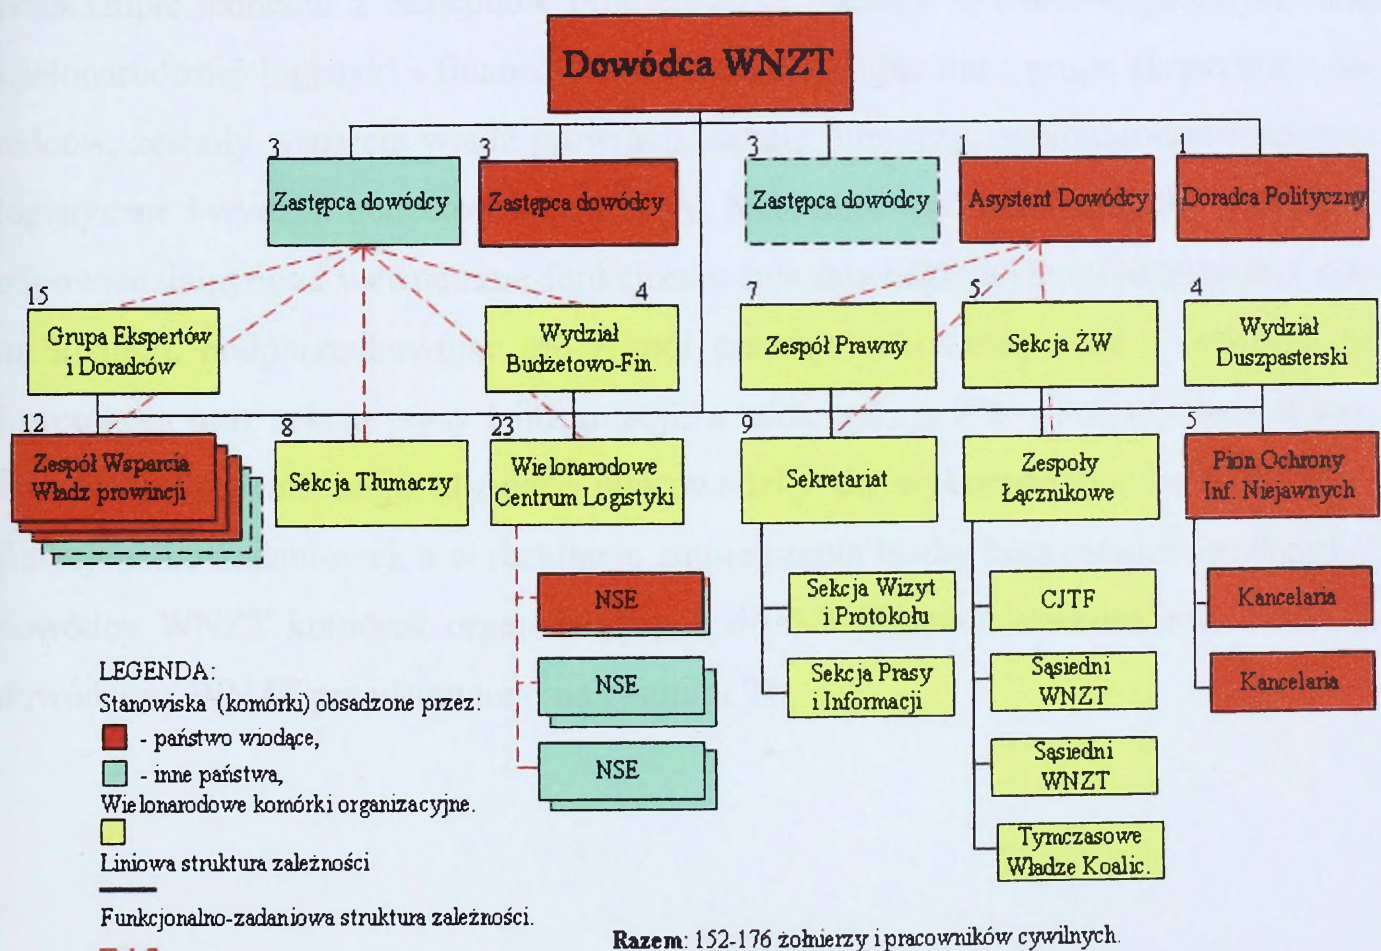 Dowódca WNZT
3
Zastępca dowódcy
3
Zastępca dowódcy
3
Zastępca dowódcy
1
Asystent Dowódcy
1
Doradca Polityczny
15
Grupa Ekspertów
i Doradców
4
Wydział
Budżetowo-Fin.
7
Zespół Prawny
5
Sekcja ŻW
4
Wydział
Duszpasterski
12
Zespół Wsparcia
Władz prowincji
8
Sekcja Tłumaczy
23
Wielonarodowe
Centrum Logistyki
9
Sekretariat
Zespoły
Łącznikowe
5
Pion Ochrony
Inf. Niejawnych
NSE
NSE
NSE
Sekcja Wizyt
i Protokołu
Sekcja Prasy
i Informacji
CJTF
Sąsiedni
WNZT
Sąsiedni
WNZT
Tymczasowe
Władze Koalic.
Kancelaria
Kancelaria
LEGENDA:
Stanowiska (komórki) obsadzone przez:
- państwo wiodące,
- inne państwa,
Wielonarodowe komórki organizacyjne.
Liniowa struktura zależności
Funkcjonalno-zadaniowa struktura zależności.
Razem: 152-176 żołnierzy i pracowników cywilnych.